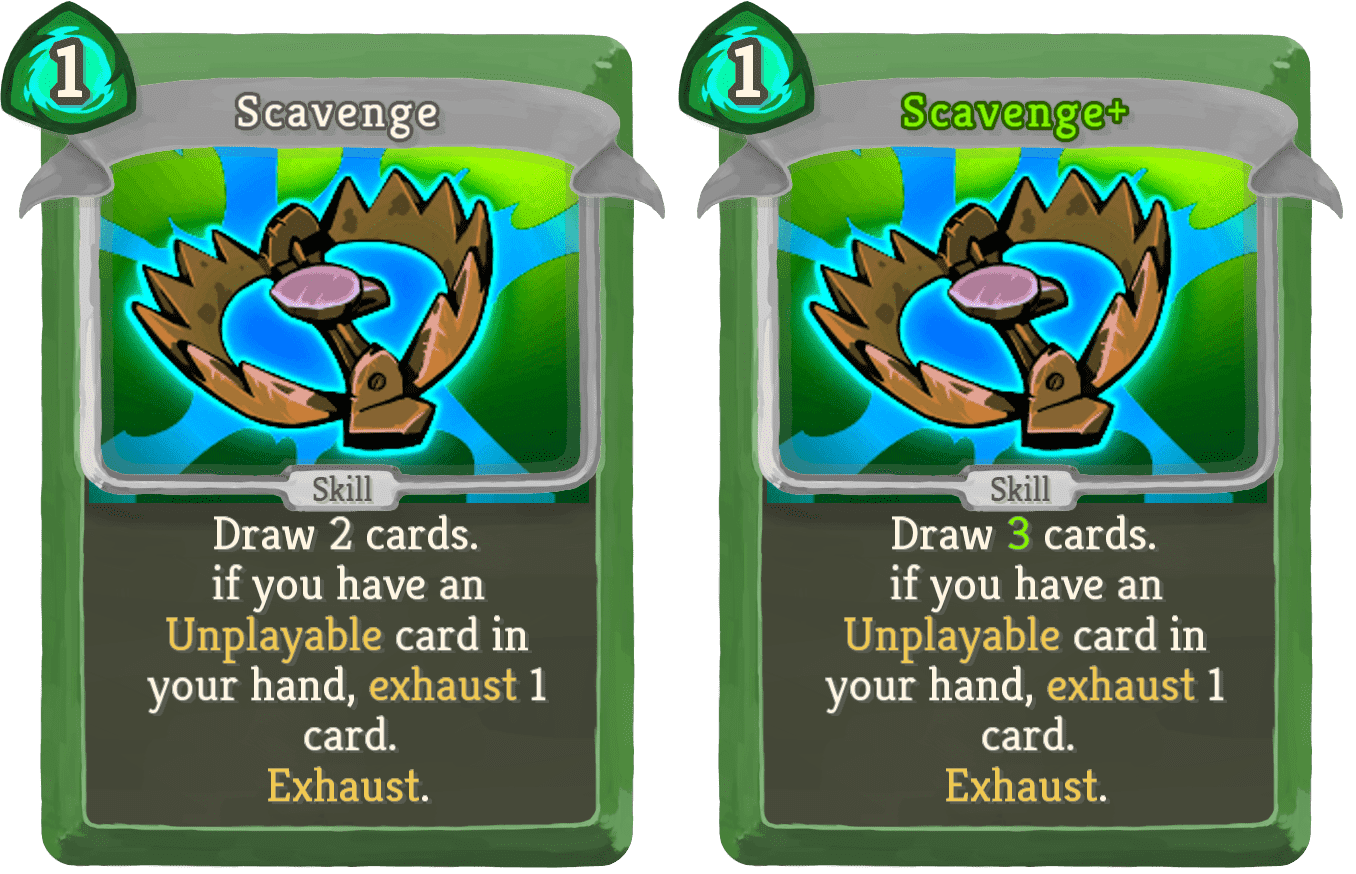 1
Scavenge
Skill
Draw 2 cards.
if you have an
Unplayable card in
your hand, exhaust 1
card.
Exhaust.
1
Scavenge+
Skill
Draw 3 cards.
if you have an
Unplayable card in
your hand, exhaust 1
card.
Exhaust.